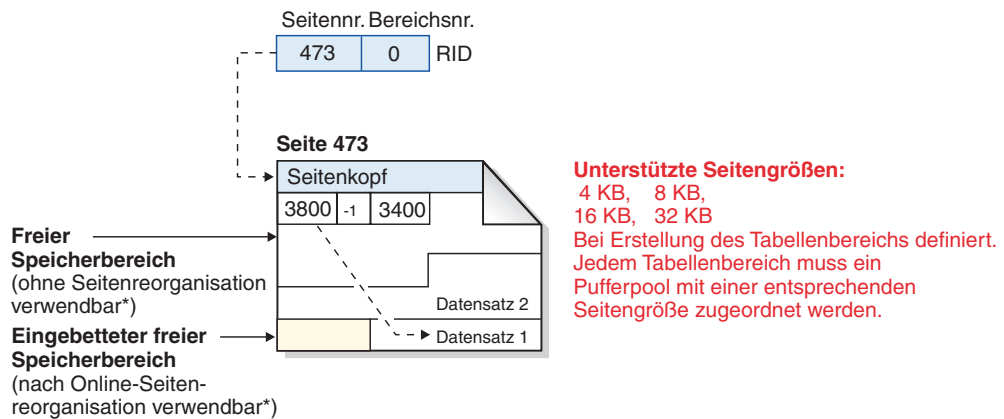 Seitennr. Bereichsnr.
473 0 RID
Seite 473
Seitenkopf
3800 -1 3400
Freier
Speicherbereich
(ohne Seitenreorganisation
verwendbar*)
Datensatz 2
Eingebetteter freier
Speicherbereich
(nach Online-Seiten-
reorganisation verwendbar*)
Datensatz 1
Unterstützte Seitengrößen:
4 KB, 8 KB,
16 KB, 32 KB
Bei Erstellung des Tabellenbereichs definiert.
Jedem Tabellenbereich muss ein
Pufferpool mit einer entsprechenden
Seitengröße zugeordnet werden.